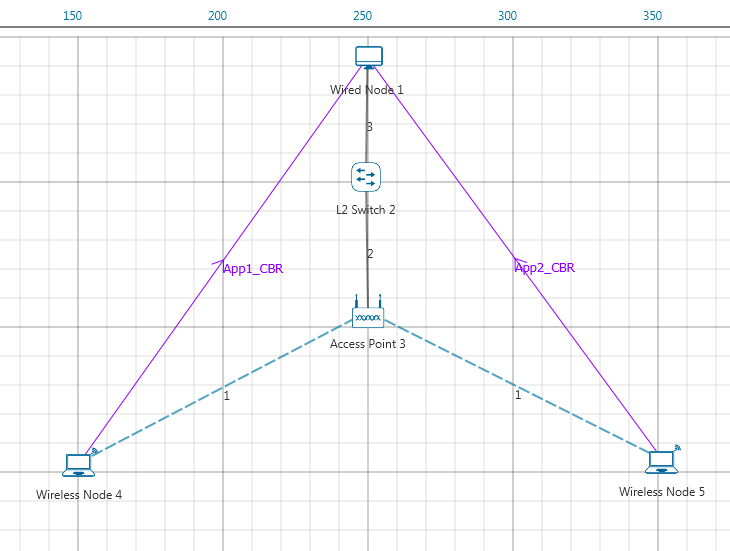 150 200 250 300 350
Wired Node 1
3
L2 Switch 2
2
App1_CBR
App2_CBR
Access Point 3
1
1
Wireless Node 4
Wireless Node 5